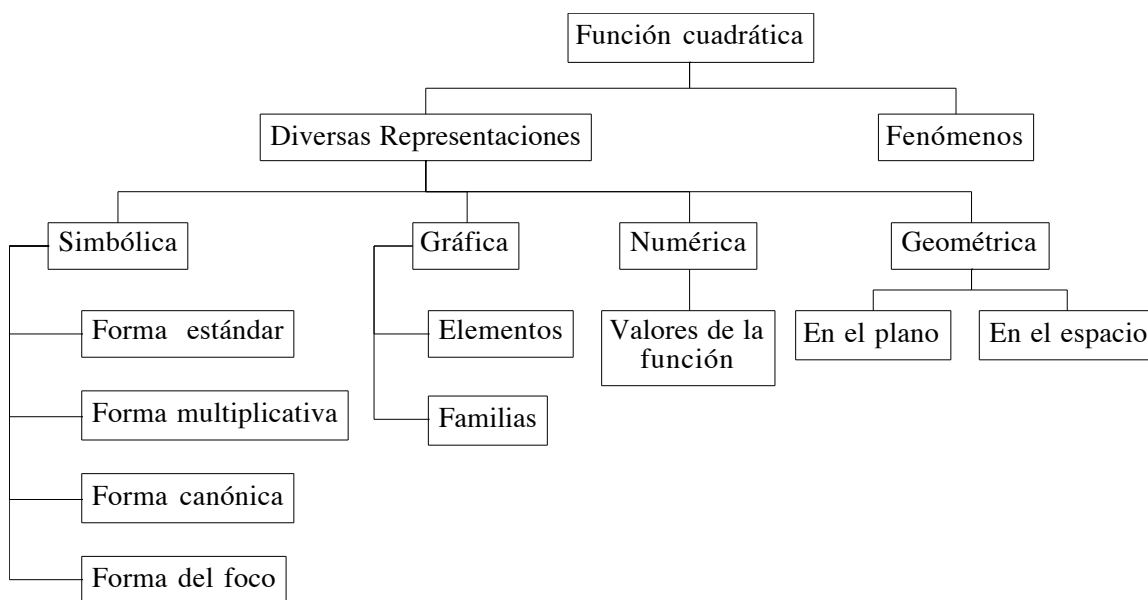 Función cuadrática
Diversas Representaciones
Fenómenos
Simbólica
Gráfica
Numérica
Geométrica
Forma estándar
Elementos
Valores de la
función
En el plano
En el espacio
Forma multiplicativa
Familias
Forma canónica
Forma del foco